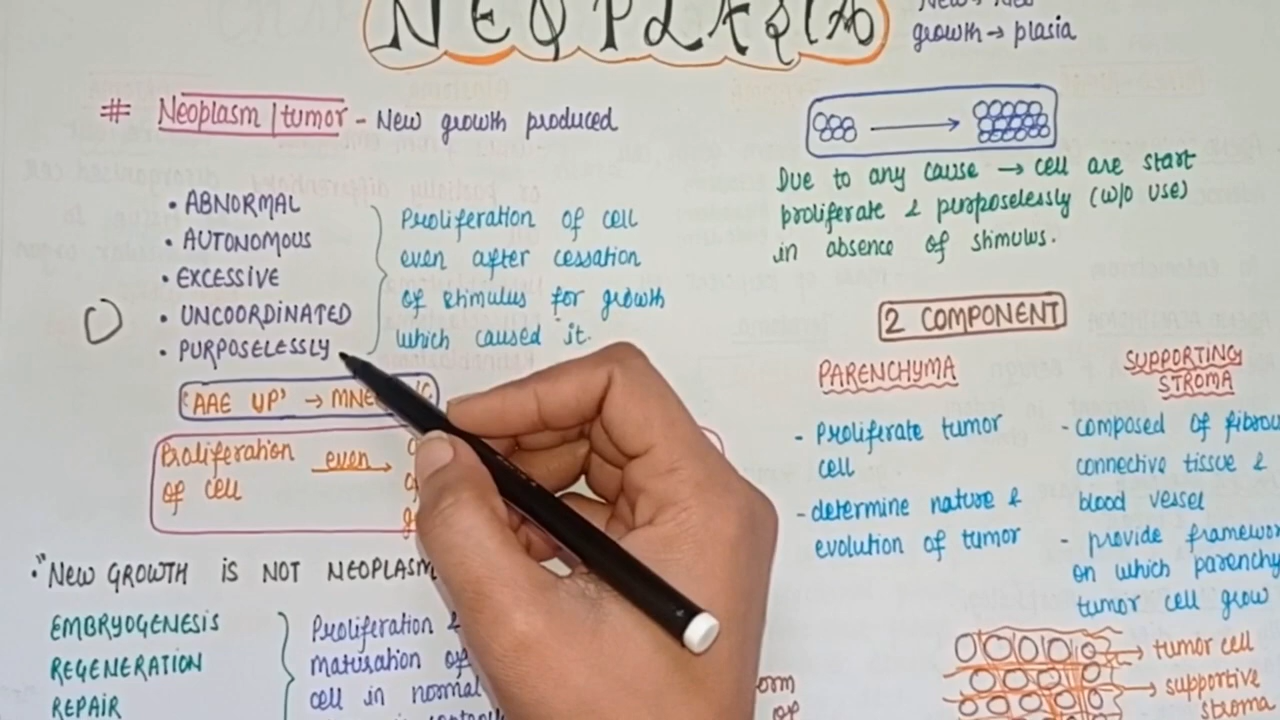 NEOPLASIA
growth → plasia
# Neoplasm / tumor - New growth produced
• ABNORMAL
• AUTONOMOUS
• EXCESSIVE
• UNCOORDINATED
• PURPOSELESSLY
Proliferation of cell
even after cessation
of stimulus for growth
which caused it.
'AAE UP' → MNE
Proliferation even →
of cell
"NEW GROWTH IS NOT NEOPLASM
EMBRYOGENESIS
REGENERATION
REPAIR
Proliferation &
maturation of
cell in normal
Due to any cause → cell are start
proliferate & purposelessly (w/o use)
in absence of stimulus.
2 COMPONENT
PARENCHYMA
- Proliferate tumor
cell
- determine nature &
evolution of tumor
SUPPORTING
STROMA
- composed of fibrou
connective tissue &
blood vessel
- provide framewor
on which parenchy
tumor cell grow
→ tumor cell
→ supportive
stroma